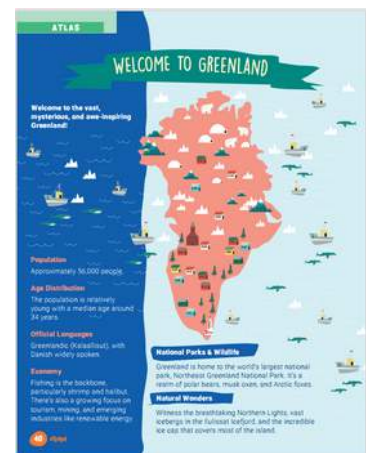 ATLAS
WELCOME TO GREENLAND
Welcome to the vast,
mysterious, and awe-inspiring
Greenland!
Population
Approximately 56,000 people.
Age Distribution
The population is relatively
young with a median age around
34 years.
Official Languages
Greenlandic (Kalaallisut), with
Danish widely spoken.
Economy
Fishing is the backbone,
particularly shrimp and halibut.
There's also a growing focus on
tourism, mining, and emerging
industries like renewable energy.
40
National Parks & Wildlife
Greenland is home to the world's largest national
park, Northeast Greenland National Park. It's a
realm of polar bears, musk oxen, and Arctic foxes.
Natural Wonders
Witness the breathtaking Northern Lights, vast
icebergs in the Ilulissat Icefjord, and the incredible
ice cap that covers most of the island.